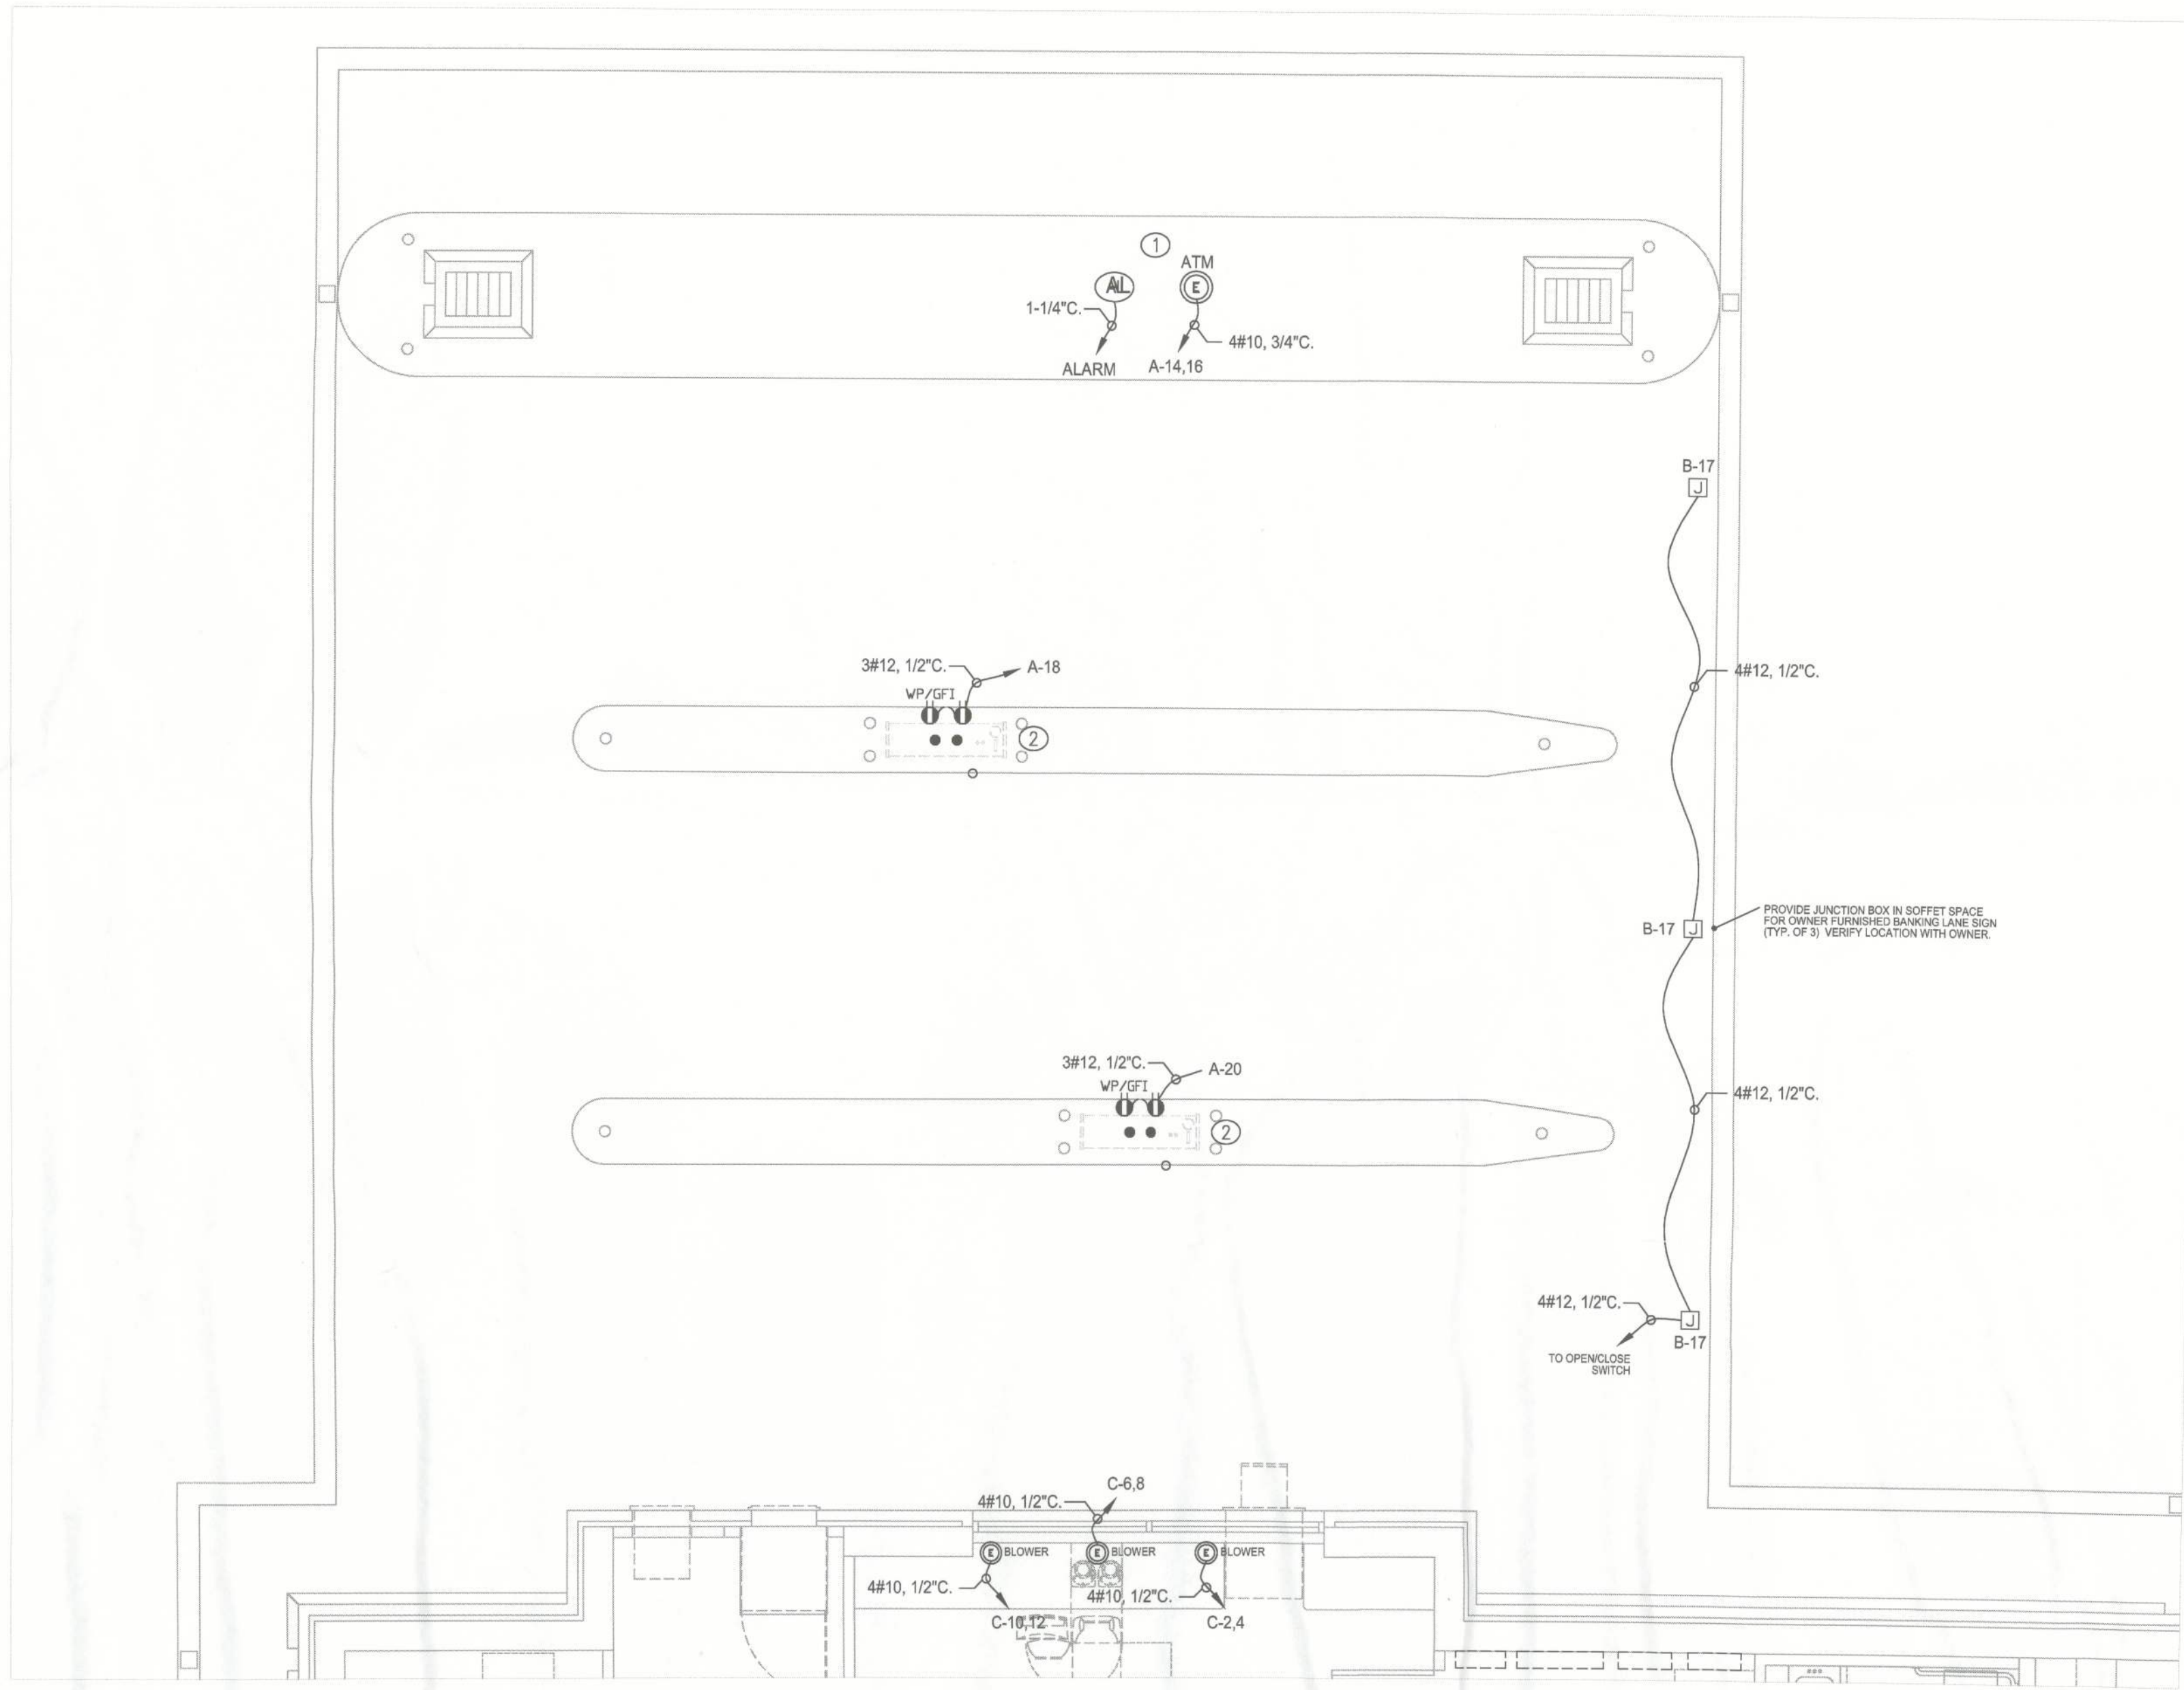 1
ATM
AL
E
1-1/4"C.
4#10, 3/4"C.
ALARM
A-14,16
B-17
J
3#12, 1/2"C.
A-18
4#12, 1/2"C.
WP/GFI
2
PROVIDE JUNCTION BOX IN SOFFET SPACE
FOR OWNER FURNISHED BANKING LANE SIGN
(TYP. OF 3) VERIFY LOCATION WITH OWNER.
B-17
J
3#12, 1/2"C.
A-20
WP/GFI
4#12, 1/2"C.
2
4#12, 1/2"C.
J
B-17
TO OPEN/CLOSE
SWITCH
C-6,8
4#10, 1/2"C.
E BLOWER
E BLOWER
E BLOWER
4#10, 1/2"C.
4#10, 1/2"C.
C-10,12
C-2,4